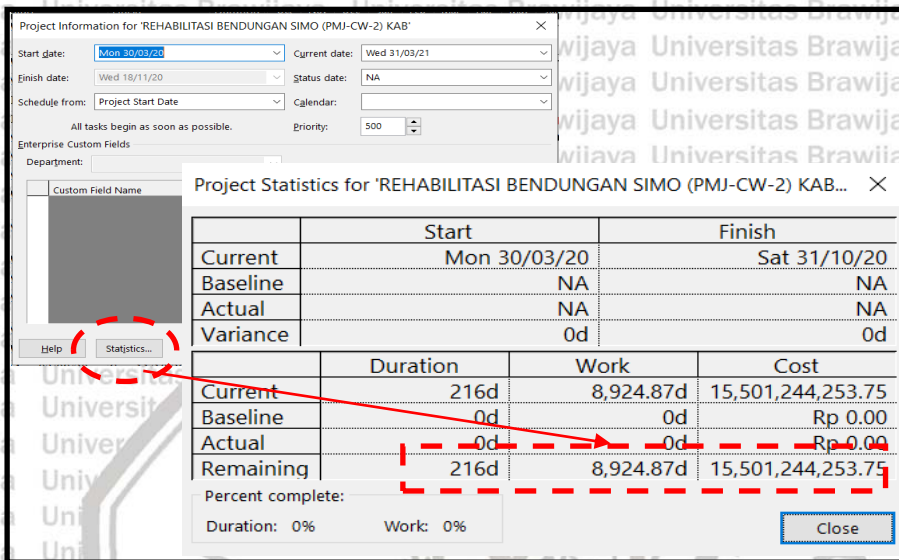 Project Information for 'REHABILITASI BENDUNGAN SIMO (PMJ-CW-2) KAB'
Start date: Mon 30/03/20 Current date: Wed 31/03/21
Finish date: Wed 18/11/20 Status date: NA
Schedule from: Project Start Date Calendar:
All tasks begin as soon as possible. Priority: 500
Enterprise Custom Fields
Department:
Custom Field Name
Help Statistics...
Project Statistics for 'REHABILITASI BENDUNGAN SIMO (PMJ-CW-2) KAB...
Start Finish
Current Mon 30/03/20 Sat 31/10/20
Baseline NA NA
Actual NA NA
Variance 0d 0d
Duration Work Cost
Current 216d 8,924.87d 15,501,244,253.75
Baseline 0d 0d Rp 0.00
Actual 0d 0d Rp 0.00
Remaining 216d 8,924.87d 15,501,244,253.75
Percent complete:
Duration: 0% Work: 0%
Close
wijaya Universitas Brawija
wijaya Universitas Brawija
wijaya Universitas Brawija
wijaya Universitas Brawija
Universitas
Universit
Univer
Univ
Uni
Uni